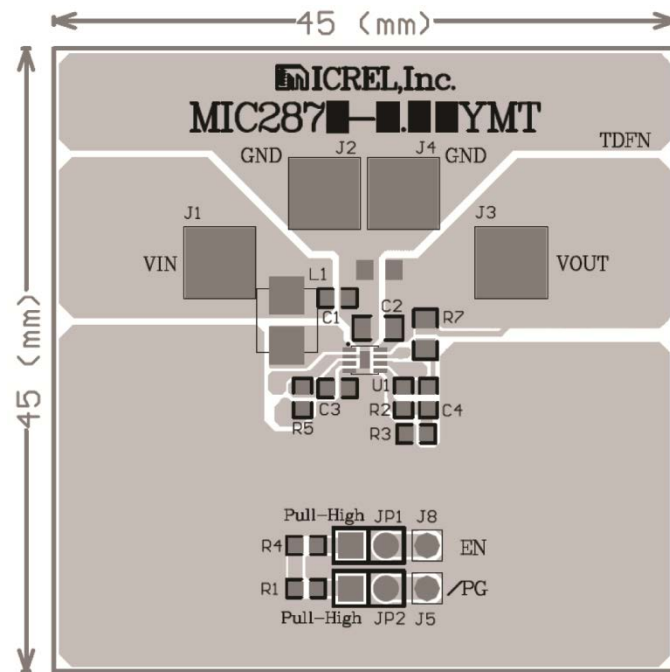 45 (mm)
MICREL,Inc.
MIC287█-█.██YMT
TDFN
GND J2 J4 GND
J1 J3
VIN VOUT
L1
C1 C2 R7
45 (mm)
U1
C3 R2 C4
R5 R3
Pull-High JP1 J8
R4 EN
R1 /PG
Pull-High JP2 J5